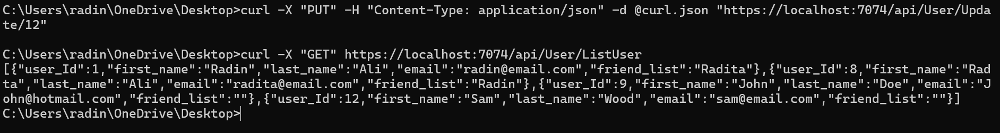 C:\Users\radin\OneDrive\Desktop>curl -X "PUT" -H "Content-Type: application/json" -d @curl.json "https://localhost:7074/api/User/Upda
te/12"
C:\Users\radin\OneDrive\Desktop>curl -X "GET" https://localhost:7074/api/User/ListUser
[{"user_Id":1,"first_name":"Radin","last_name":"Ali","email":"radin@email.com","friend_list":"Radita"},{"user_Id":8,"first_name":"Rad
ta","last_name":"Ali","email":"radita@email.com","friend_list":"Radin"},{"user_Id":9,"first_name":"John","last_name":"Doe","email":"J
ohn@hotmail.com","friend_list":""},{"user_Id":12,"first_name":"Sam","last_name":"Wood","email":"sam@email.com","friend_list":""}]
C:\Users\radin\OneDrive\Desktop>